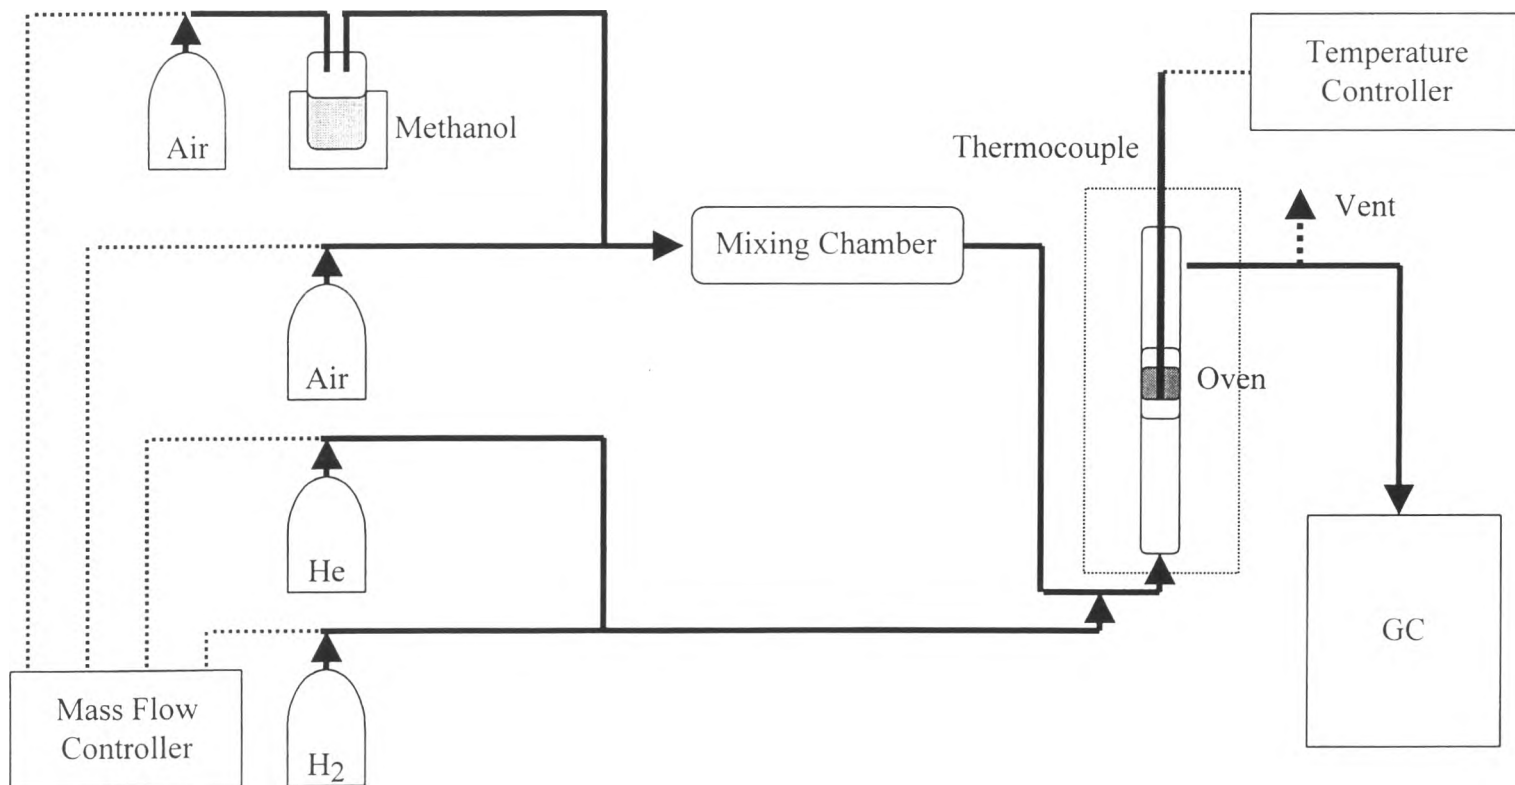 Temperature
Controller
Methanol
Air
Thermocouple
Vent
Mixing Chamber
Air
Oven
He
GC
Mass Flow
Controller
H2